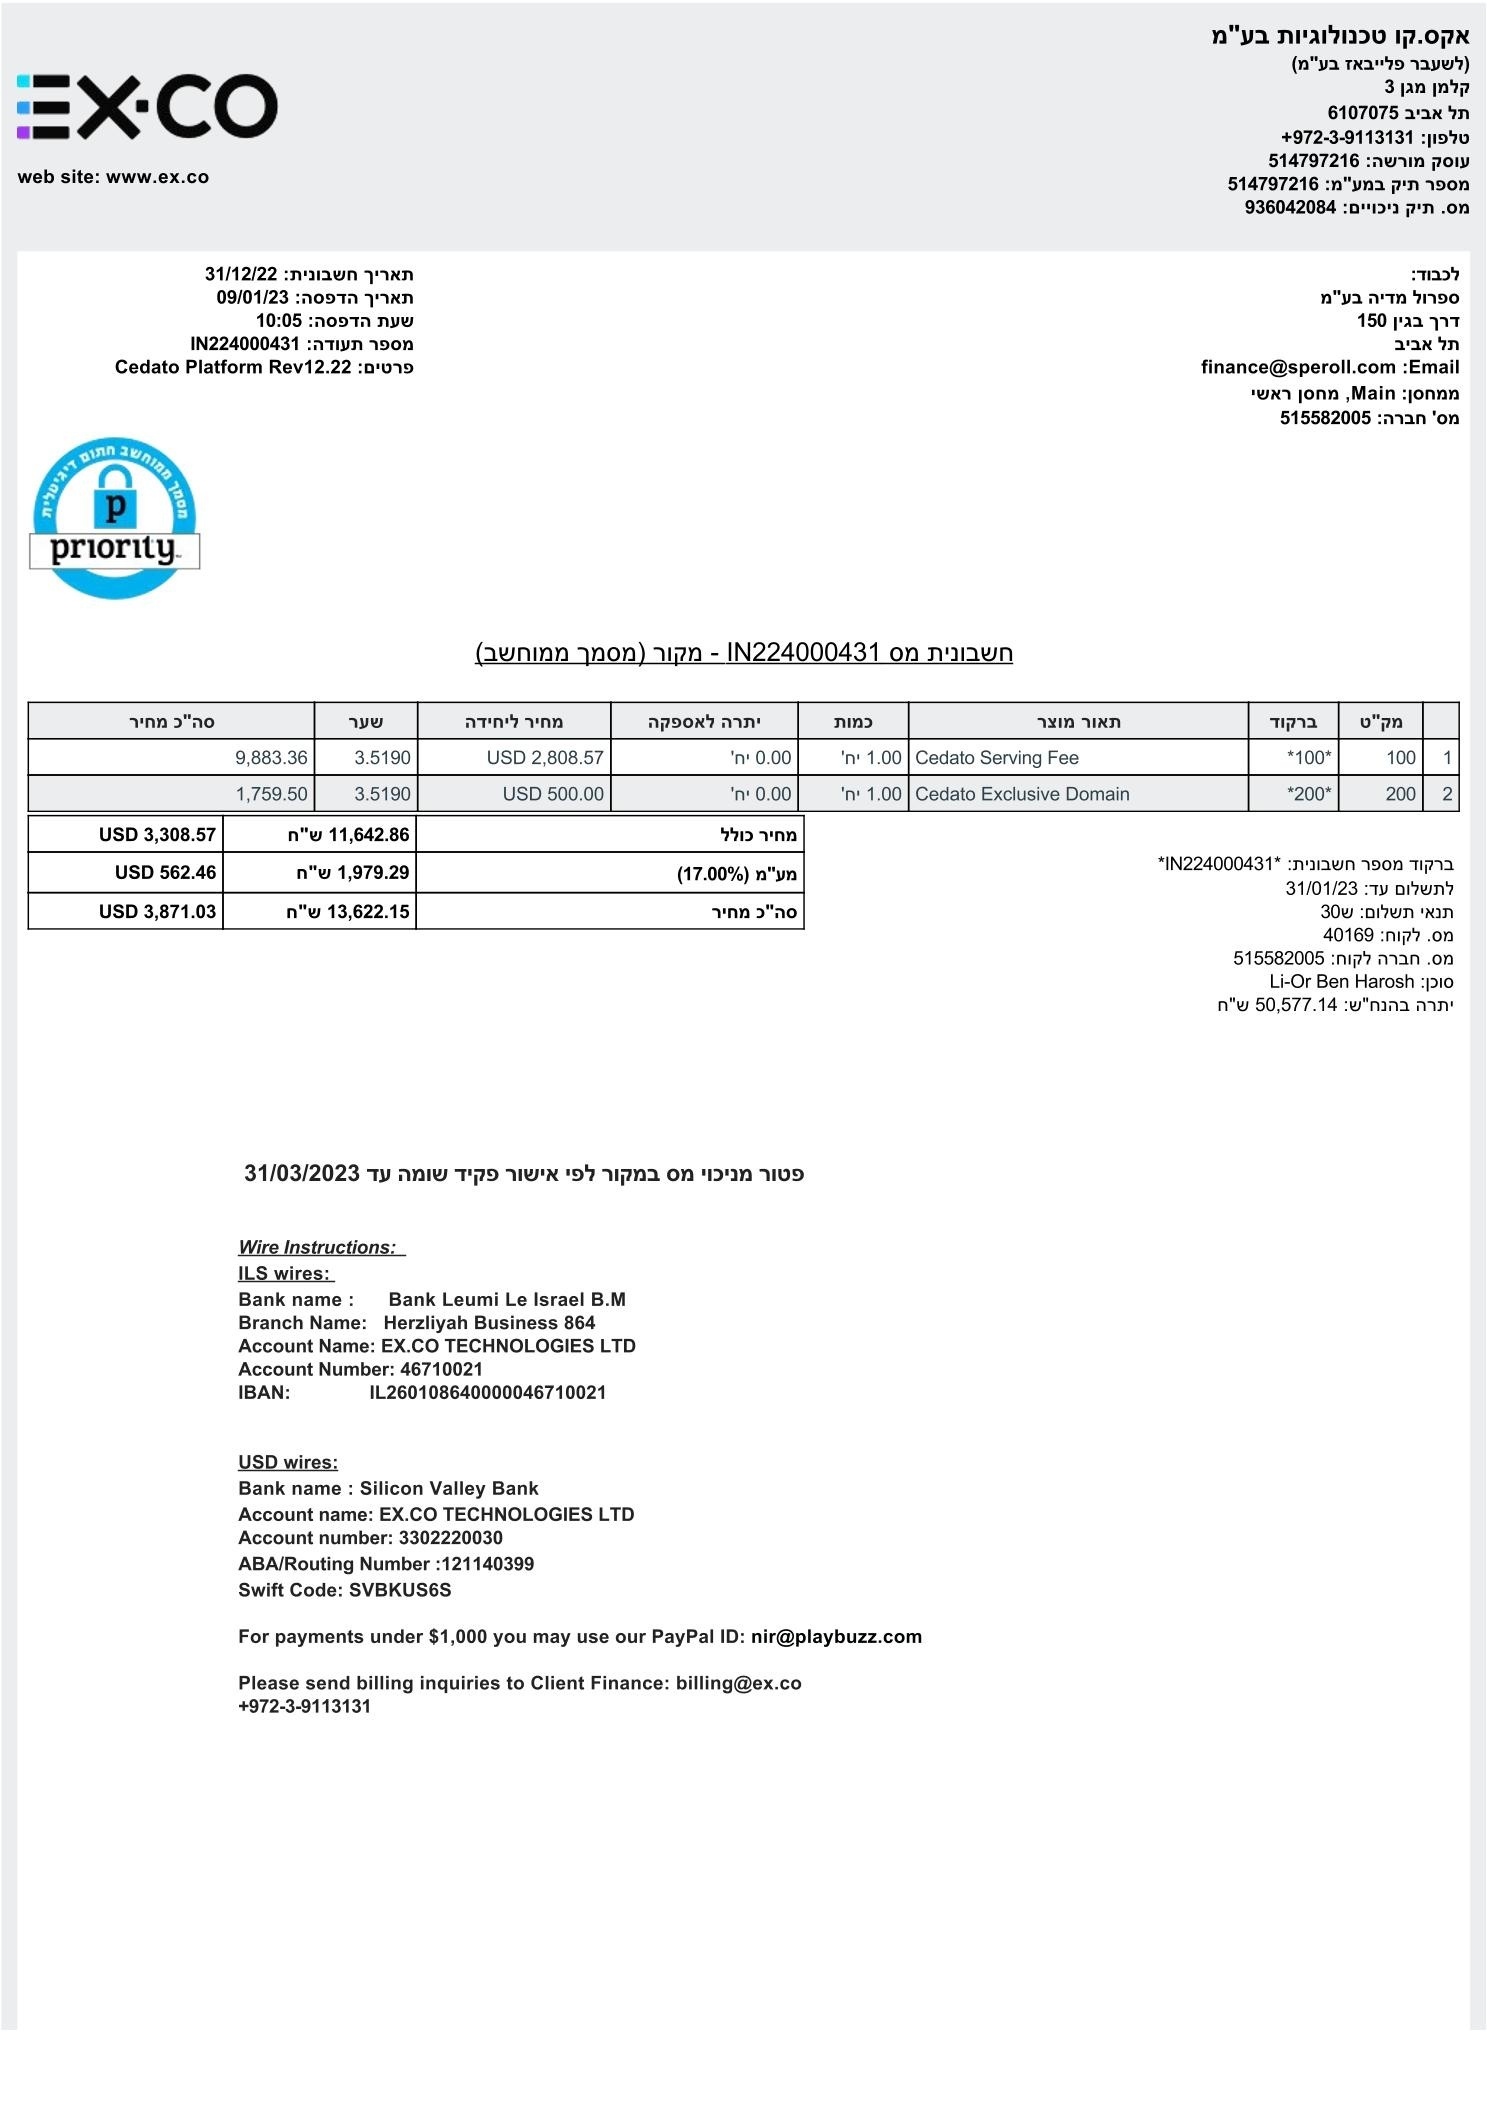 אקס.קו טכנולוגיות בע"מ
(לשעבר פלייבאז בע"מ)
קלמן מגן 3
תל אביב 6107075
טלפון: +972-3-9113131
עוסק מורשה: 514797216
מספר תיק במע"מ: 514797216
מס. תיק ניכויים: 936042084
EX.CO
web site: www.ex.co
לכבוד:
ספרול מדיה בע"מ
דרך בגין 150
תל אביב
Email: finance@speroll.com
ממחסן: Main, מחסן ראשי
מס' חברה: 515582005
תאריך חשבונית: 31/12/22
תאריך הדפסה: 09/01/23
שעת הדפסה: 10:05
מספר תעודה: IN224000431
פרטים: Cedato Platform Rev12.22
מסמך ממוחשב חתום דיגיטלית
p
priority
חשבונית מס IN224000431 - מקור (מסמך ממוחשב)
מק"ט ברקוד תאור מוצר כמות יתרה לאספקה מחיר ליחידה שער סה"כ מחיר
1 100 *100* Cedato Serving Fee 1.00 יח' 0.00 יח' USD 2,808.57 3.5190 9,883.36
2 200 *200* Cedato Exclusive Domain 1.00 יח' 0.00 יח' USD 500.00 3.5190 1,759.50
מחיר כולל 11,642.86 ש"ח USD 3,308.57
מע"מ (17.00%) 1,979.29 ש"ח USD 562.46
סה"כ מחיר 13,622.15 ש"ח USD 3,871.03
ברקוד מספר חשבונית: *IN224000431*
לתשלום עד: 31/01/23
תנאי תשלום: ש30
מס. לקוח: 40169
מס. חברה לקוח: 515582005
סוכן: Li-Or Ben Harosh
יתרה בהנח"ש: 50,577.14 ש"ח
פטור מניכוי מס במקור לפי אישור פקיד שומה עד 31/03/2023
Wire Instructions:
ILS wires:
Bank name : Bank Leumi Le Israel B.M
Branch Name: Herzliyah Business 864
Account Name: EX.CO TECHNOLOGIES LTD
Account Number: 46710021
IBAN: IL260108640000046710021
USD wires:
Bank name : Silicon Valley Bank
Account name: EX.CO TECHNOLOGIES LTD
Account number: 3302220030
ABA/Routing Number :121140399
Swift Code: SVBKUS6S
For payments under $1,000 you may use our PayPal ID: nir@playbuzz.com
Please send billing inquiries to Client Finance: billing@ex.co
+972-3-9113131